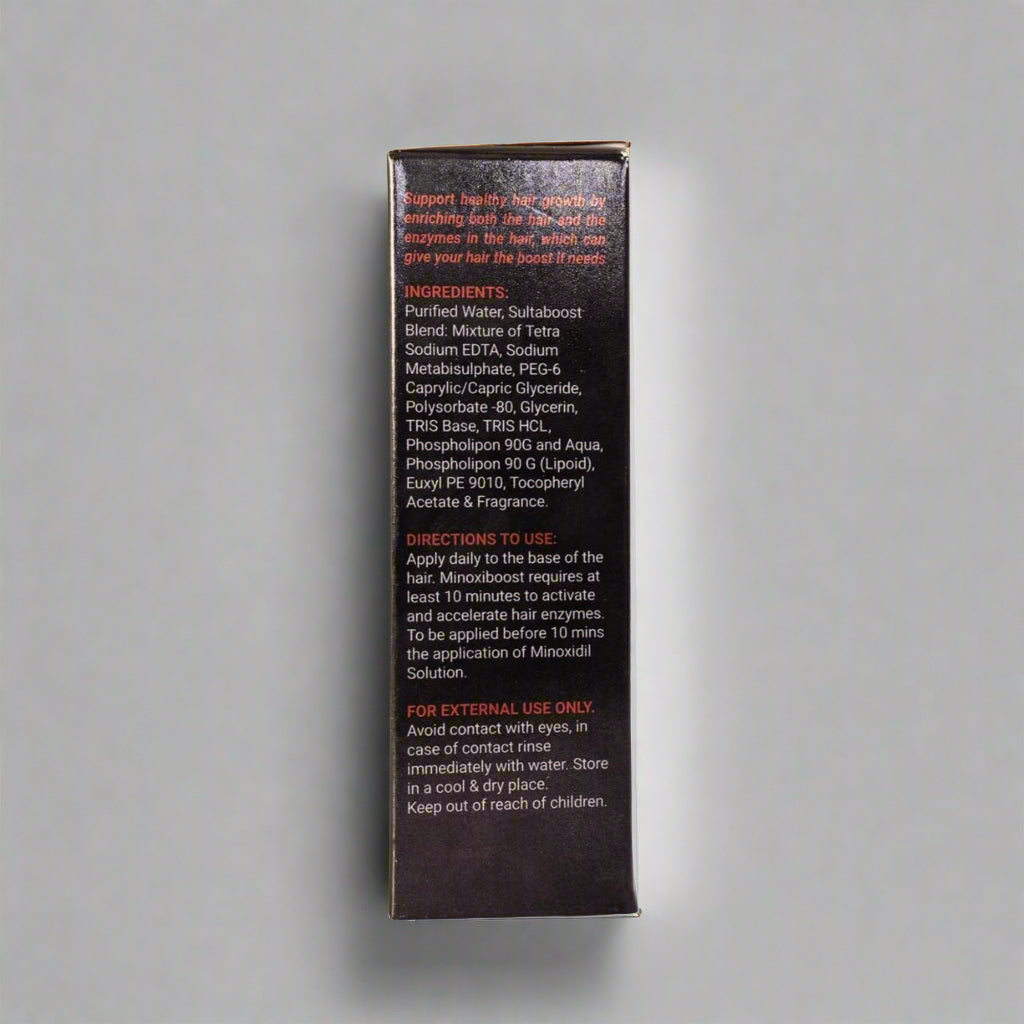 Support healthy hair growth by
enriching both the hair and the
enzymes in the hair, which can
give your hair the boost it needs
INGREDIENTS:
Purified Water, Sultaboost
Blend: Mixture of Tetra
Sodium EDTA, Sodium
Metabisulphate, PEG-6
Caprylic/Capric Glyceride,
Polysorbate -80, Glycerin,
TRIS Base, TRIS HCL,
Phospholipon 90G and Aqua,
Phospholipon 90 G (Lipoid),
Euxyl PE 9010, Tocopheryl
Acetate & Fragrance.
DIRECTIONS TO USE:
Apply daily to the base of the
hair. Minoxiboost requires at
least 10 minutes to activate
and accelerate hair enzymes.
To be applied before 10 mins
the application of Minoxidil
Solution.
FOR EXTERNAL USE ONLY.
Avoid contact with eyes, in
case of contact rinse
immediately with water. Store
in a cool & dry place.
Keep out of reach of children.